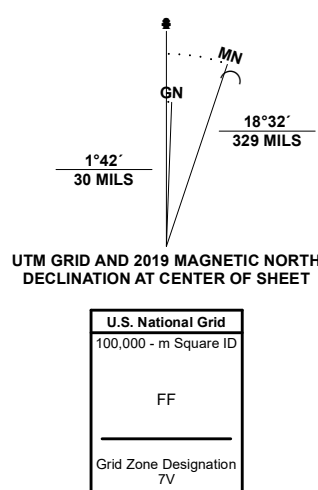 MN
GN
18°32´
329 MILS
1°42´
30 MILS
UTM GRID AND 2019 MAGNETIC NORTH
DECLINATION AT CENTER OF SHEET
U.S. National Grid
100,000 - m Square ID
FF
Grid Zone Designation
7V